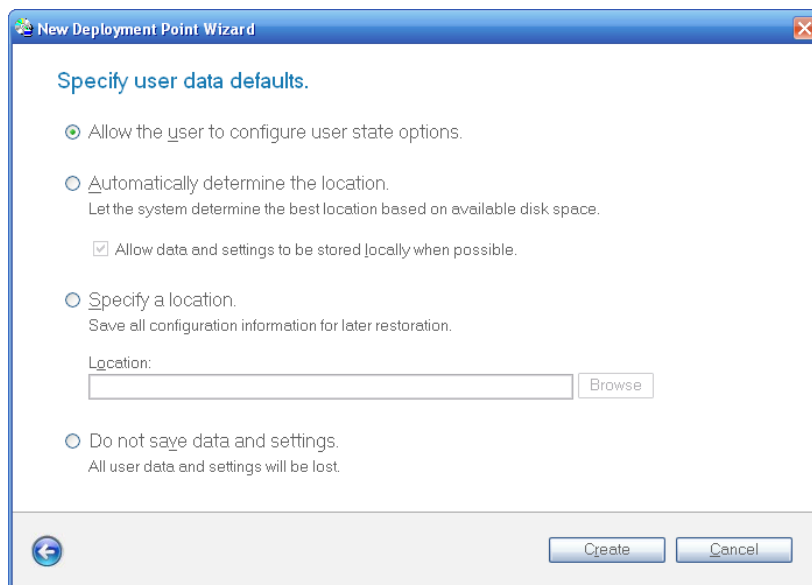 New Deployment Point Wizard
Specify user data defaults.
Allow the user to configure user state options.
Automatically determine the location.
Let the system determine the best location based on available disk space.
Allow data and settings to be stored locally when possible.
Specify a location.
Save all configuration information for later restoration.
Location:
Browse
Do not save data and settings.
All user data and settings will be lost.
Create
Cancel